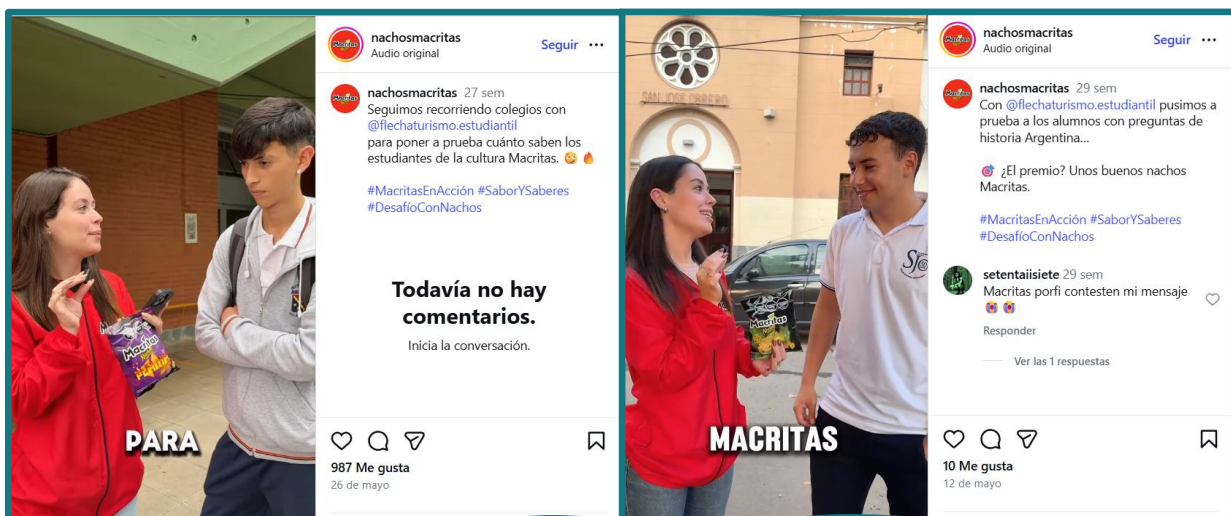 nachosmacritas
Audio original
Seguir
nachosmacritas 27 sem
Seguimos recorriendo colegios con
@flechaturismo.estudiantil
para poner a prueba cuánto saben los
estudiantes de la cultura Macritas. 🥳 🔥
#MacritasEnAcción #SaborYSaberes
#DesafíoConNachos
Todavía no hay
comentarios.
Inicia la conversación.
987 Me gusta
26 de mayo
Macritas
PARA
nachosmacritas
Audio original
Seguir
nachosmacritas 29 sem
Con @flechaturismo.estudiantil pusimos a
prueba a los alumnos con preguntas de
historia Argentina...
🎯 ¿El premio? Unos buenos nachos
Macritas.
#MacritasEnAcción #SaborYSaberes
#DesafíoConNachos
setentaiisiete 29 sem
Macritas porfi contesten mi mensaje
Responder
Ver las 1 respuestas
10 Me gusta
12 de mayo
SAN JOSE OBRERO
Macritas
MACRITAS